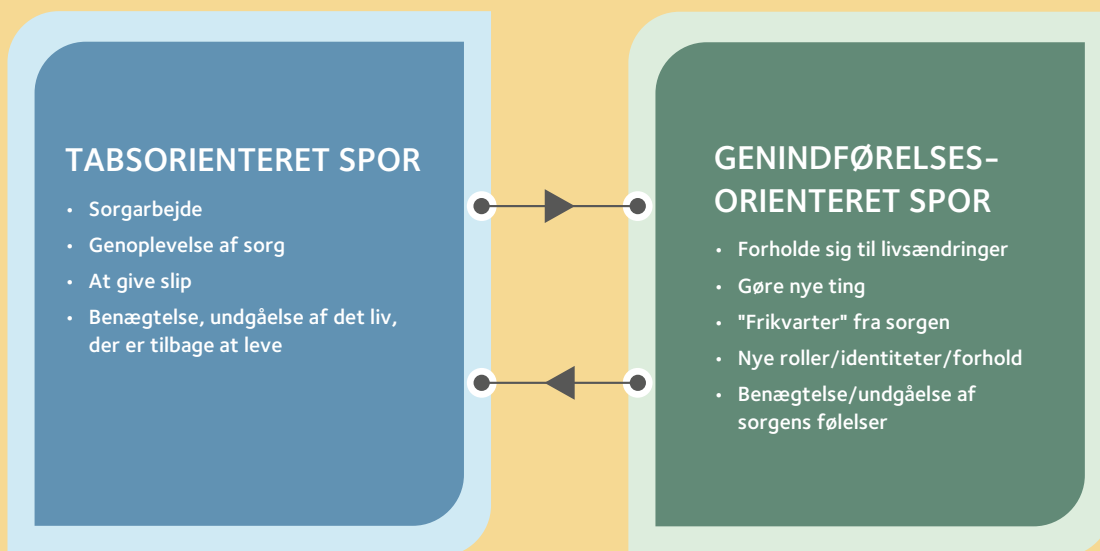 TABSORIENTERET SPOR
• Sorgarbejde
• Genoplevelse af sorg
• At give slip
• Benægtelse, undgåelse af det liv,
der er tilbage at leve
GENINDFØRELSES-
ORIENTERET SPOR
• Forholde sig til livsændringer
• Gøre nye ting
• "Frikvarter" fra sorgen
• Nye roller/identiteter/forhold
• Benægtelse/undgåelse af
sorgens følelser